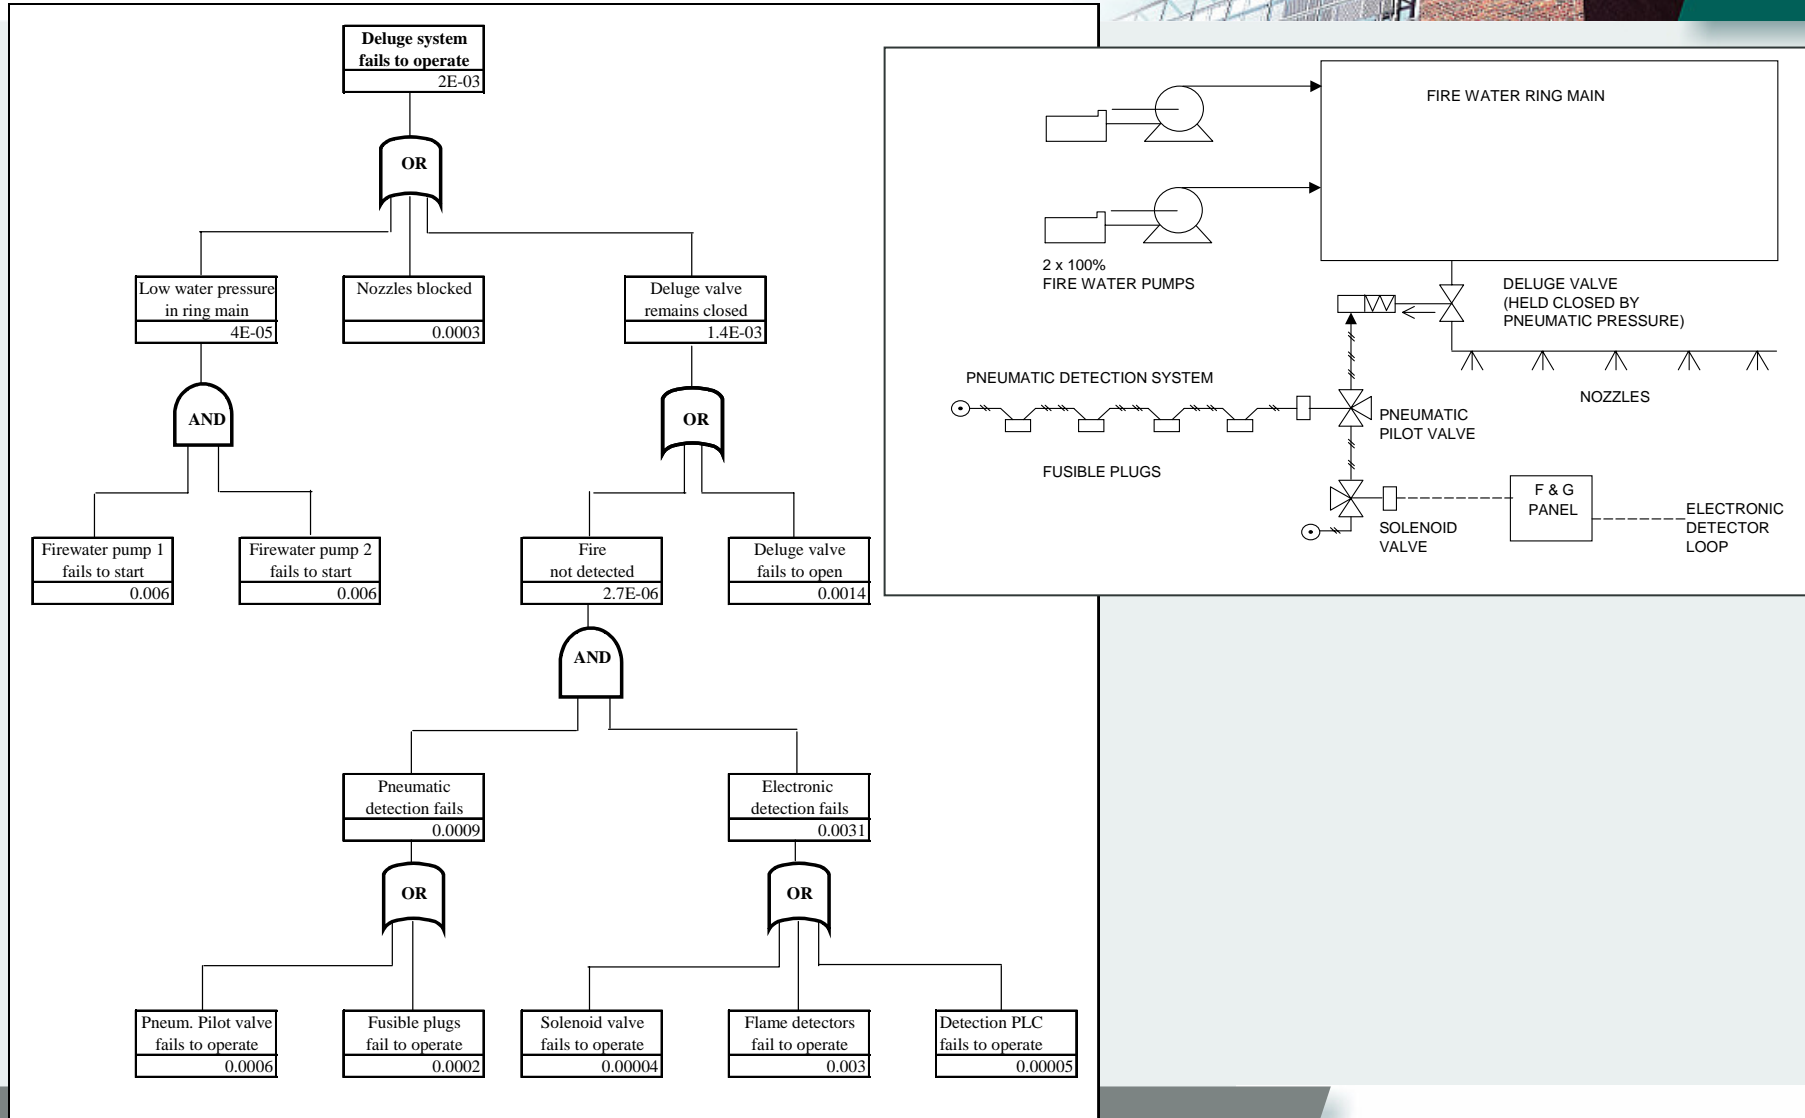 Deluge system
fails to operate
2E-03
OR
Low water pressure
in ring main
4E-05
Nozzles blocked
0.0003
Deluge valve
remains closed
1.4E-03
AND
OR
Firewater pump 1
fails to start
0.006
Firewater pump 2
fails to start
0.006
Fire
not detected
2.7E-06
Deluge valve
fails to open
0.0014
AND
Pneumatic
detection fails
0.0009
Electronic
detection fails
0.0031
OR
OR
Pneum. Pilot valve
fails to operate
0.0006
Fusible plugs
fail to operate
0.0002
Solenoid valve
fails to operate
0.00004
Flame detectors
fail to operate
0.003
Detection PLC
fails to operate
0.00005
FIRE WATER RING MAIN
2 x 100%
FIRE WATER PUMPS
DELUGE VALVE
(HELD CLOSED BY
PNEUMATIC PRESSURE)
PNEUMATIC DETECTION SYSTEM
NOZZLES
PNEUMATIC
PILOT VALVE
FUSIBLE PLUGS
F & G
PANEL
SOLENOID
VALVE
ELECTRONIC
DETECTOR
LOOP